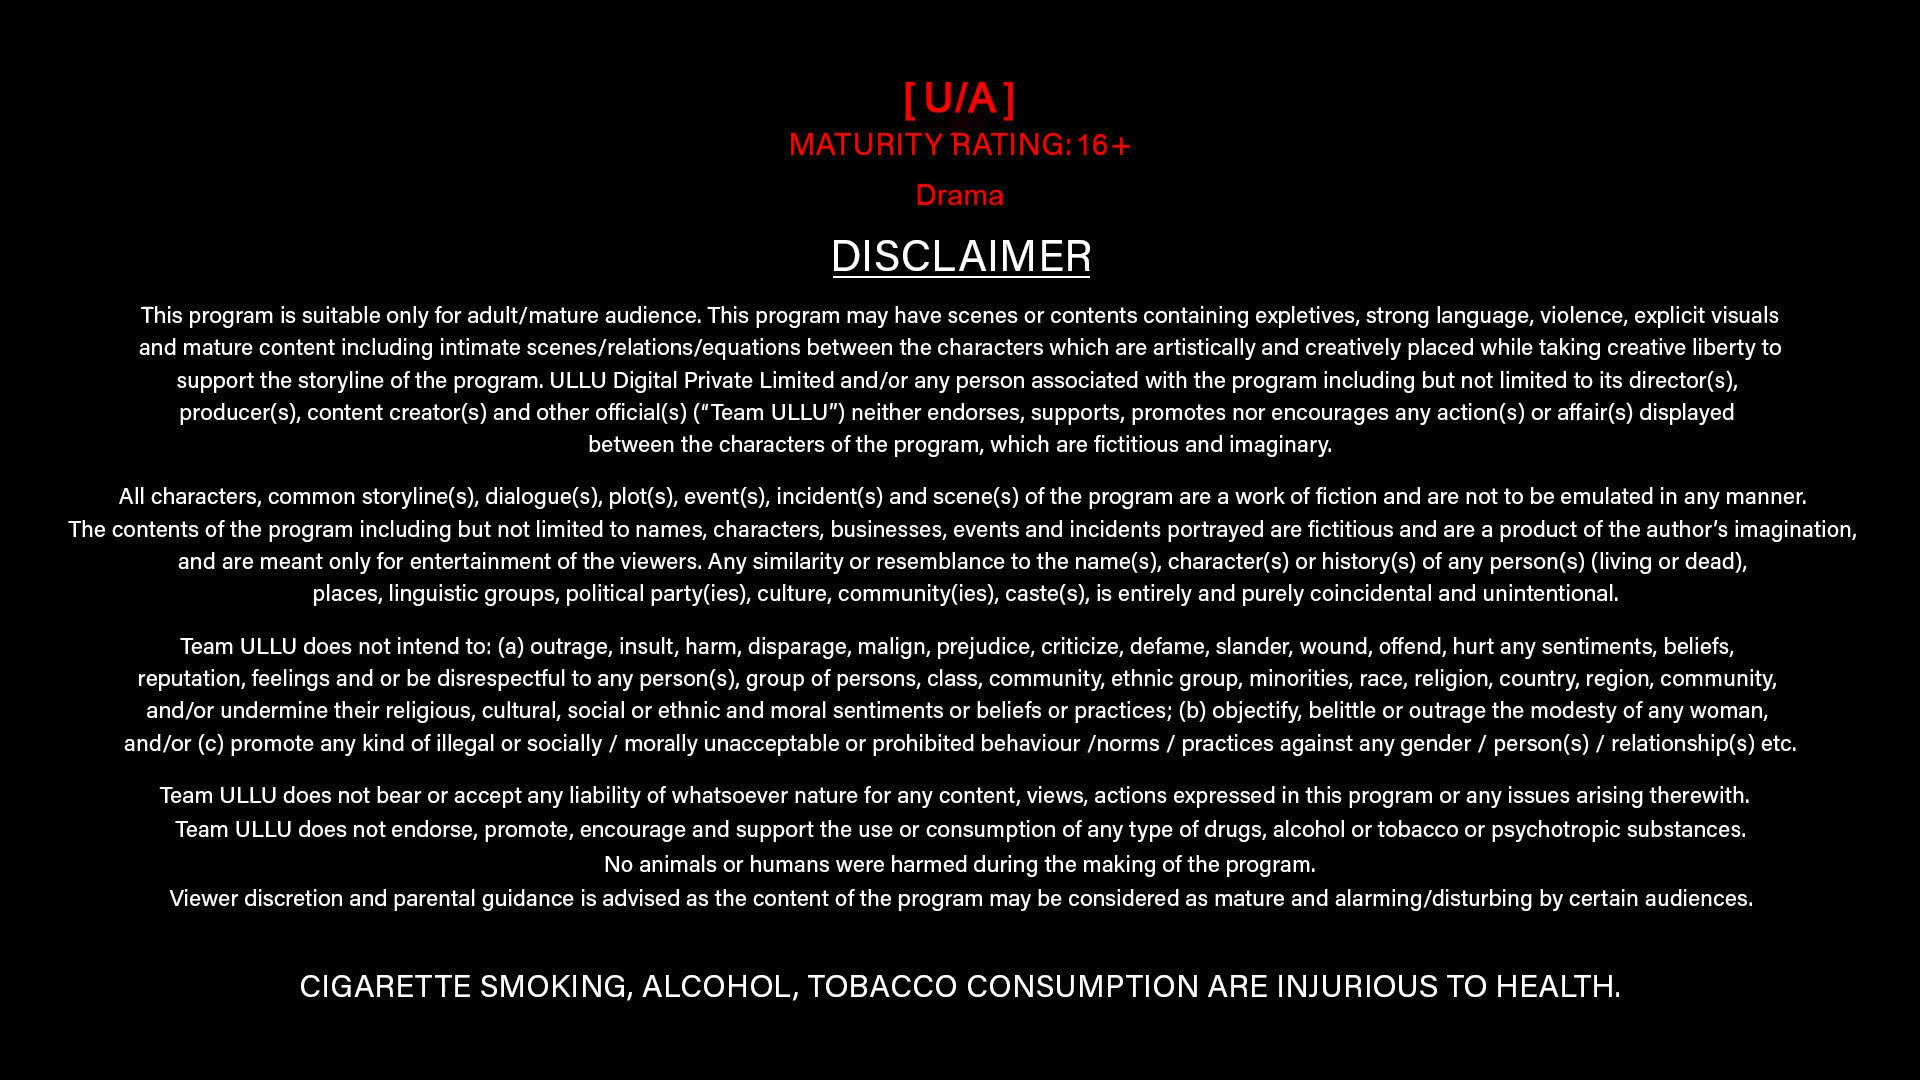 [U/A]
MATURITY RATING:16+
Drama
DISCLAIMER
This program is suitable only for adult/mature audience. This program may have scenes or contents containing expletives, strong language, violence, explicit visuals
and mature content including intimate scenes/relations/equations between the characters which are artistically and creatively placed while taking creative liberty to
support the storyline of the program. ULLU Digital Private Limited and/or any person associated with the program including but not limited to its director(s),
producer(s), content creator(s) and other official(s) (“Team ULLU”) neither endorses, supports, promotes nor encourages any action(s) or affair(s) displayed
between the characters of the program, which are fictitious and imaginary.
All characters, common storyline(s), dialogue(s), plot(s), event(s), incident(s) and scene(s) of the program are a work of fiction and are not to be emulated in any manner.
The contents of the program including but not limited to names, characters, businesses, events and incidents portrayed are fictitious and are a product of the author’s imagination,
and are meant only for entertainment of the viewers. Any similarity or resemblance to the name(s), character(s) or history(s) of any person(s) (living or dead),
places, linguistic groups, political party(ies), culture, community(ies), caste(s), is entirely and purely coincidental and unintentional.
Team ULLU does not intend to: (a) outrage, insult, harm, disparage, malign, prejudice, criticize, defame, slander, wound, offend, hurt any sentiments, beliefs,
reputation, feelings and or be disrespectful to any person(s), group of persons, class, community, ethnic group, minorities, race, religion, country, region, community,
and/or undermine their religious, cultural, social or ethnic and moral sentiments or beliefs or practices; (b) objectify, belittle or outrage the modesty of any woman,
and/or (c) promote any kind of illegal or socially / morally unacceptable or prohibited behaviour /norms / practices against any gender / person(s) / relationship(s) etc.
Team ULLU does not bear or accept any liability of whatsoever nature for any content, views, actions expressed in this program or any issues arising therewith.
Team ULLU does not endorse, promote, encourage and support the use or consumption of any type of drugs, alcohol or tobacco or psychotropic substances.
No animals or humans were harmed during the making of the program.
Viewer discretion and parental guidance is advised as the content of the program may be considered as mature and alarming/disturbing by certain audiences.
CIGARETTE SMOKING, ALCOHOL, TOBACCO CONSUMPTION ARE INJURIOUS TO HEALTH.